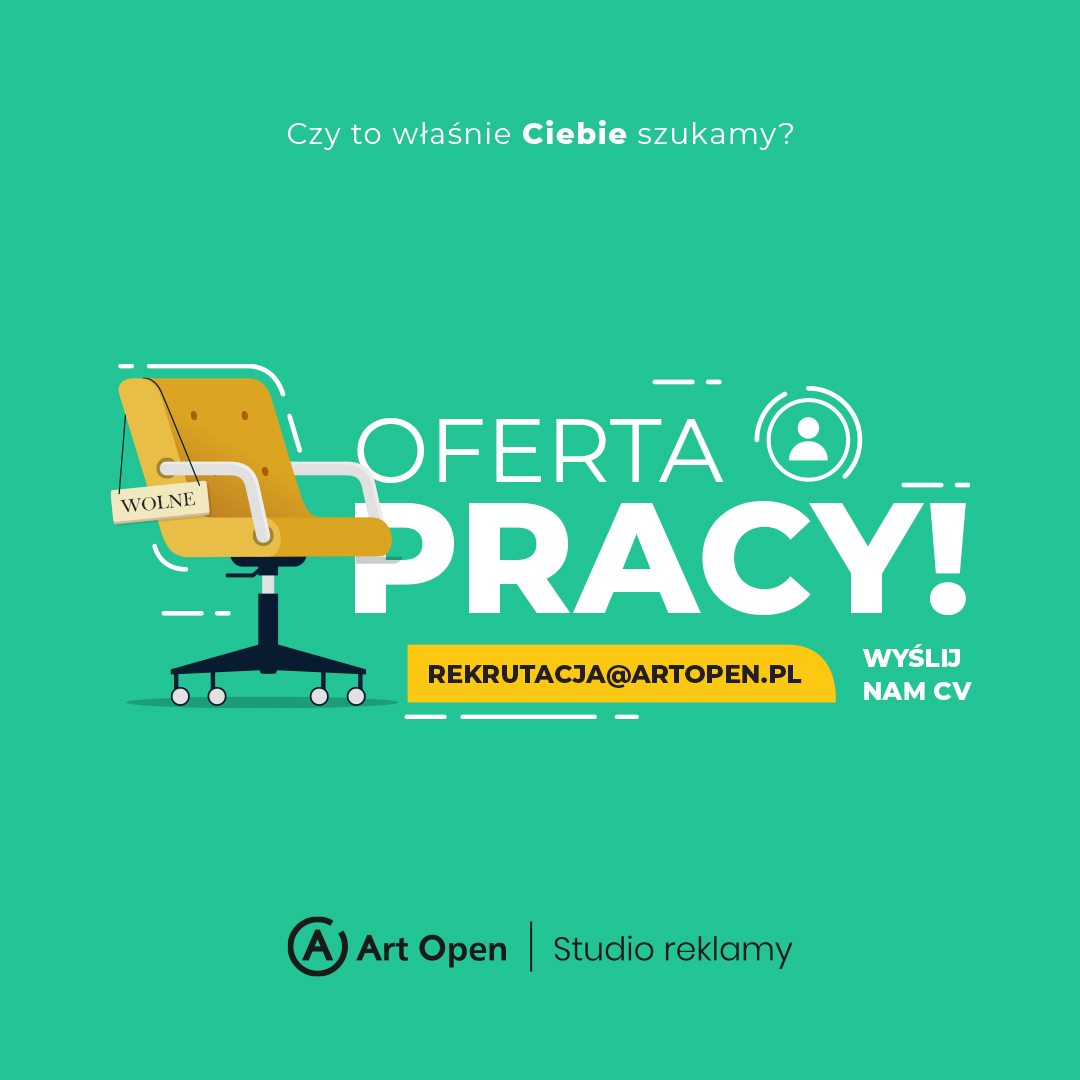 Czy to właśnie Ciebie szukamy?
WOLNE
OFERTA
PRACY!
REKRUTACJA@ARTOPEN.PL
WYŚLIJ
NAM CV
A Art Open | Studio reklamy